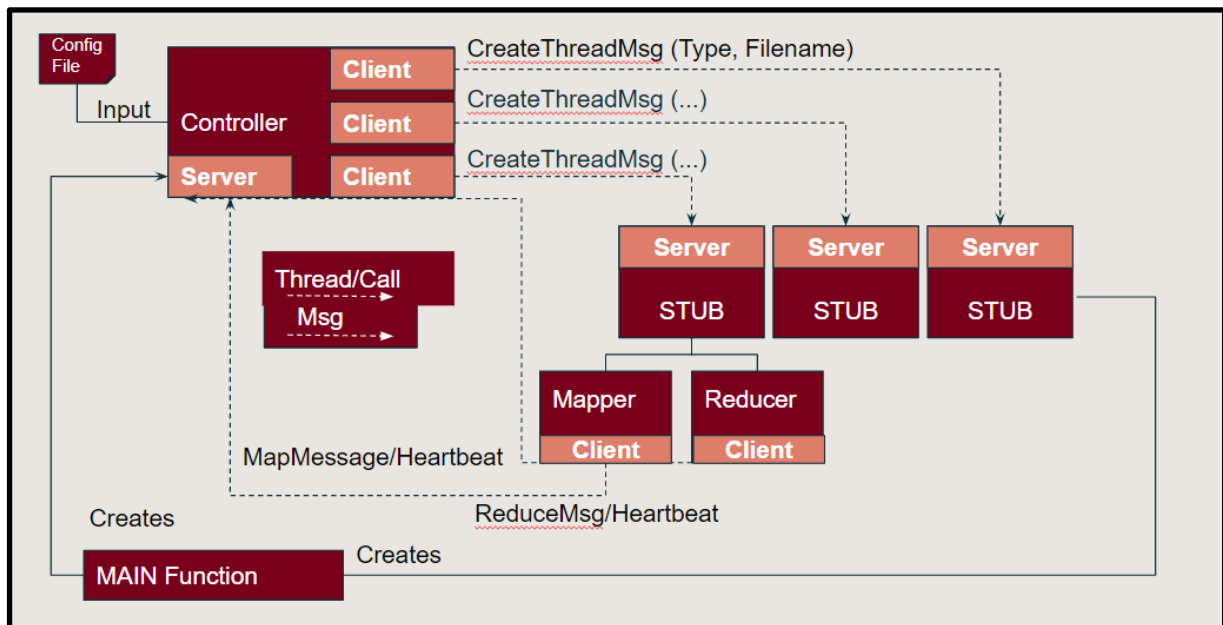 Config
File
Input
Controller
Server
Client
Client
Client
CreateThreadMsg (Type, Filename)
CreateThreadMsg (...)
CreateThreadMsg (...)
Server
Server
Server
STUB
STUB
STUB
Thread/Call
Msg
Mapper
Client
Reducer
Client
MapMessage/Heartbeat
ReduceMsg/Heartbeat
Creates
MAIN Function
Creates